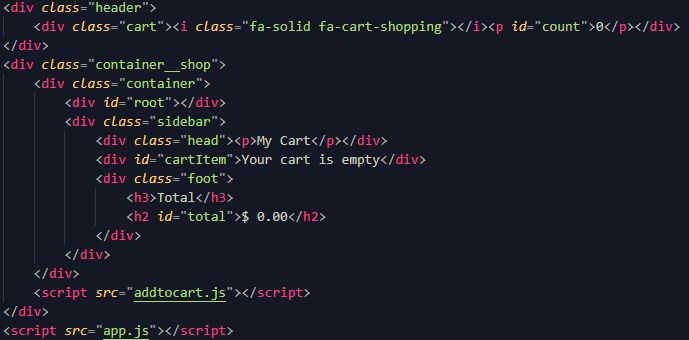 <div class="header">
    <div class="cart"><i class="fa-solid fa-cart-shopping"></i><p id="count">0</p></div>
</div>
<div class="container__shop">
    <div class="container">
        <div id="root"></div>
        <div class="sidebar">
            <div class="head"><p>My Cart</p></div>
            <div id="cartItem">Your cart is empty</div>
            <div class="foot">
                <h3>Total</h3>
                <h2 id="total">$ 0.00</h2>
            </div>
        </div>
    </div>
    <script src="addtocart.js"></script>
</div>
<script src="app.js"></script>